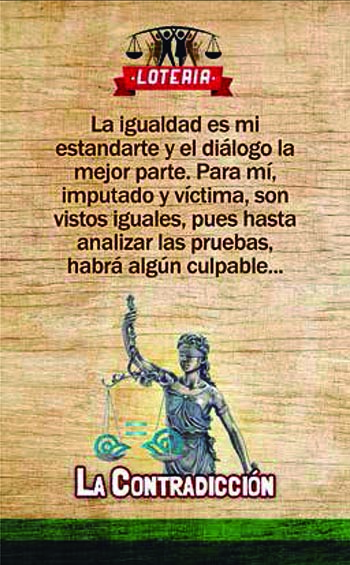 ·LOTERIA·
La igualdad es mi
estandarte y el diálogo la
mejor parte. Para mí,
imputado y víctima, son
vistos iguales, pues hasta
analizar las pruebas,
habrá algún culpable...
=
LA CONTRADICCIÓN